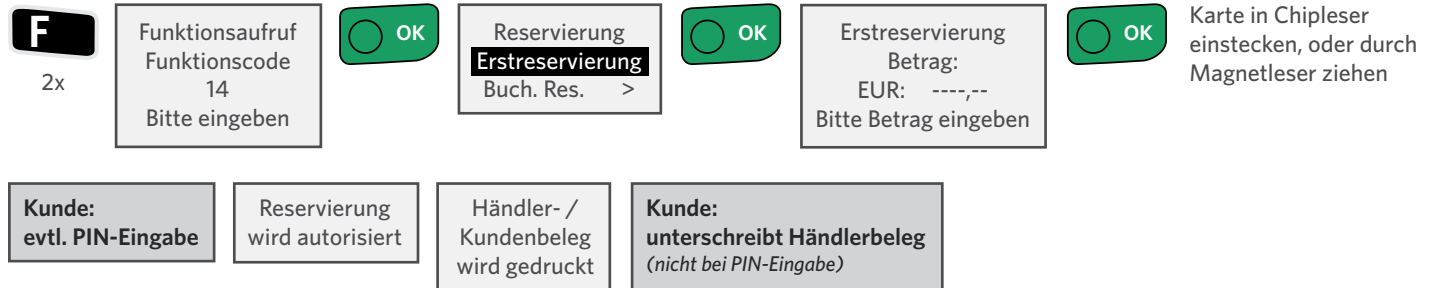 F
2x
Funktionsaufruf
Funktionscode
14
Bitte eingeben
OK
Reservierung
Erstreservierung
Buch. Res. >
OK
Erstreservierung
Betrag:
EUR: ----,--
Bitte Betrag eingeben
OK
Karte in Chipleser
einstecken, oder durch
Magnetleser ziehen
Kunde:
evtl. PIN-Eingabe
Reservierung
wird autorisiert
Händler- /
Kundenbeleg
wird gedruckt
Kunde:
unterschreibt Händlerbeleg
(nicht bei PIN-Eingabe)